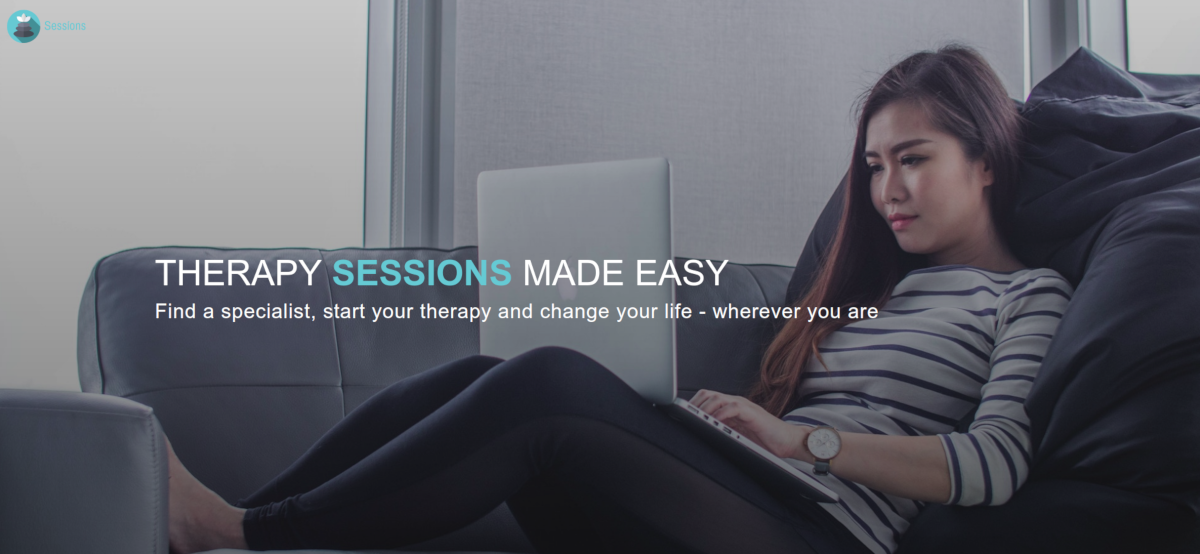 Sessions
THERAPY SESSIONS MADE EASY
Find a specialist, start your therapy and change your life - wherever you are